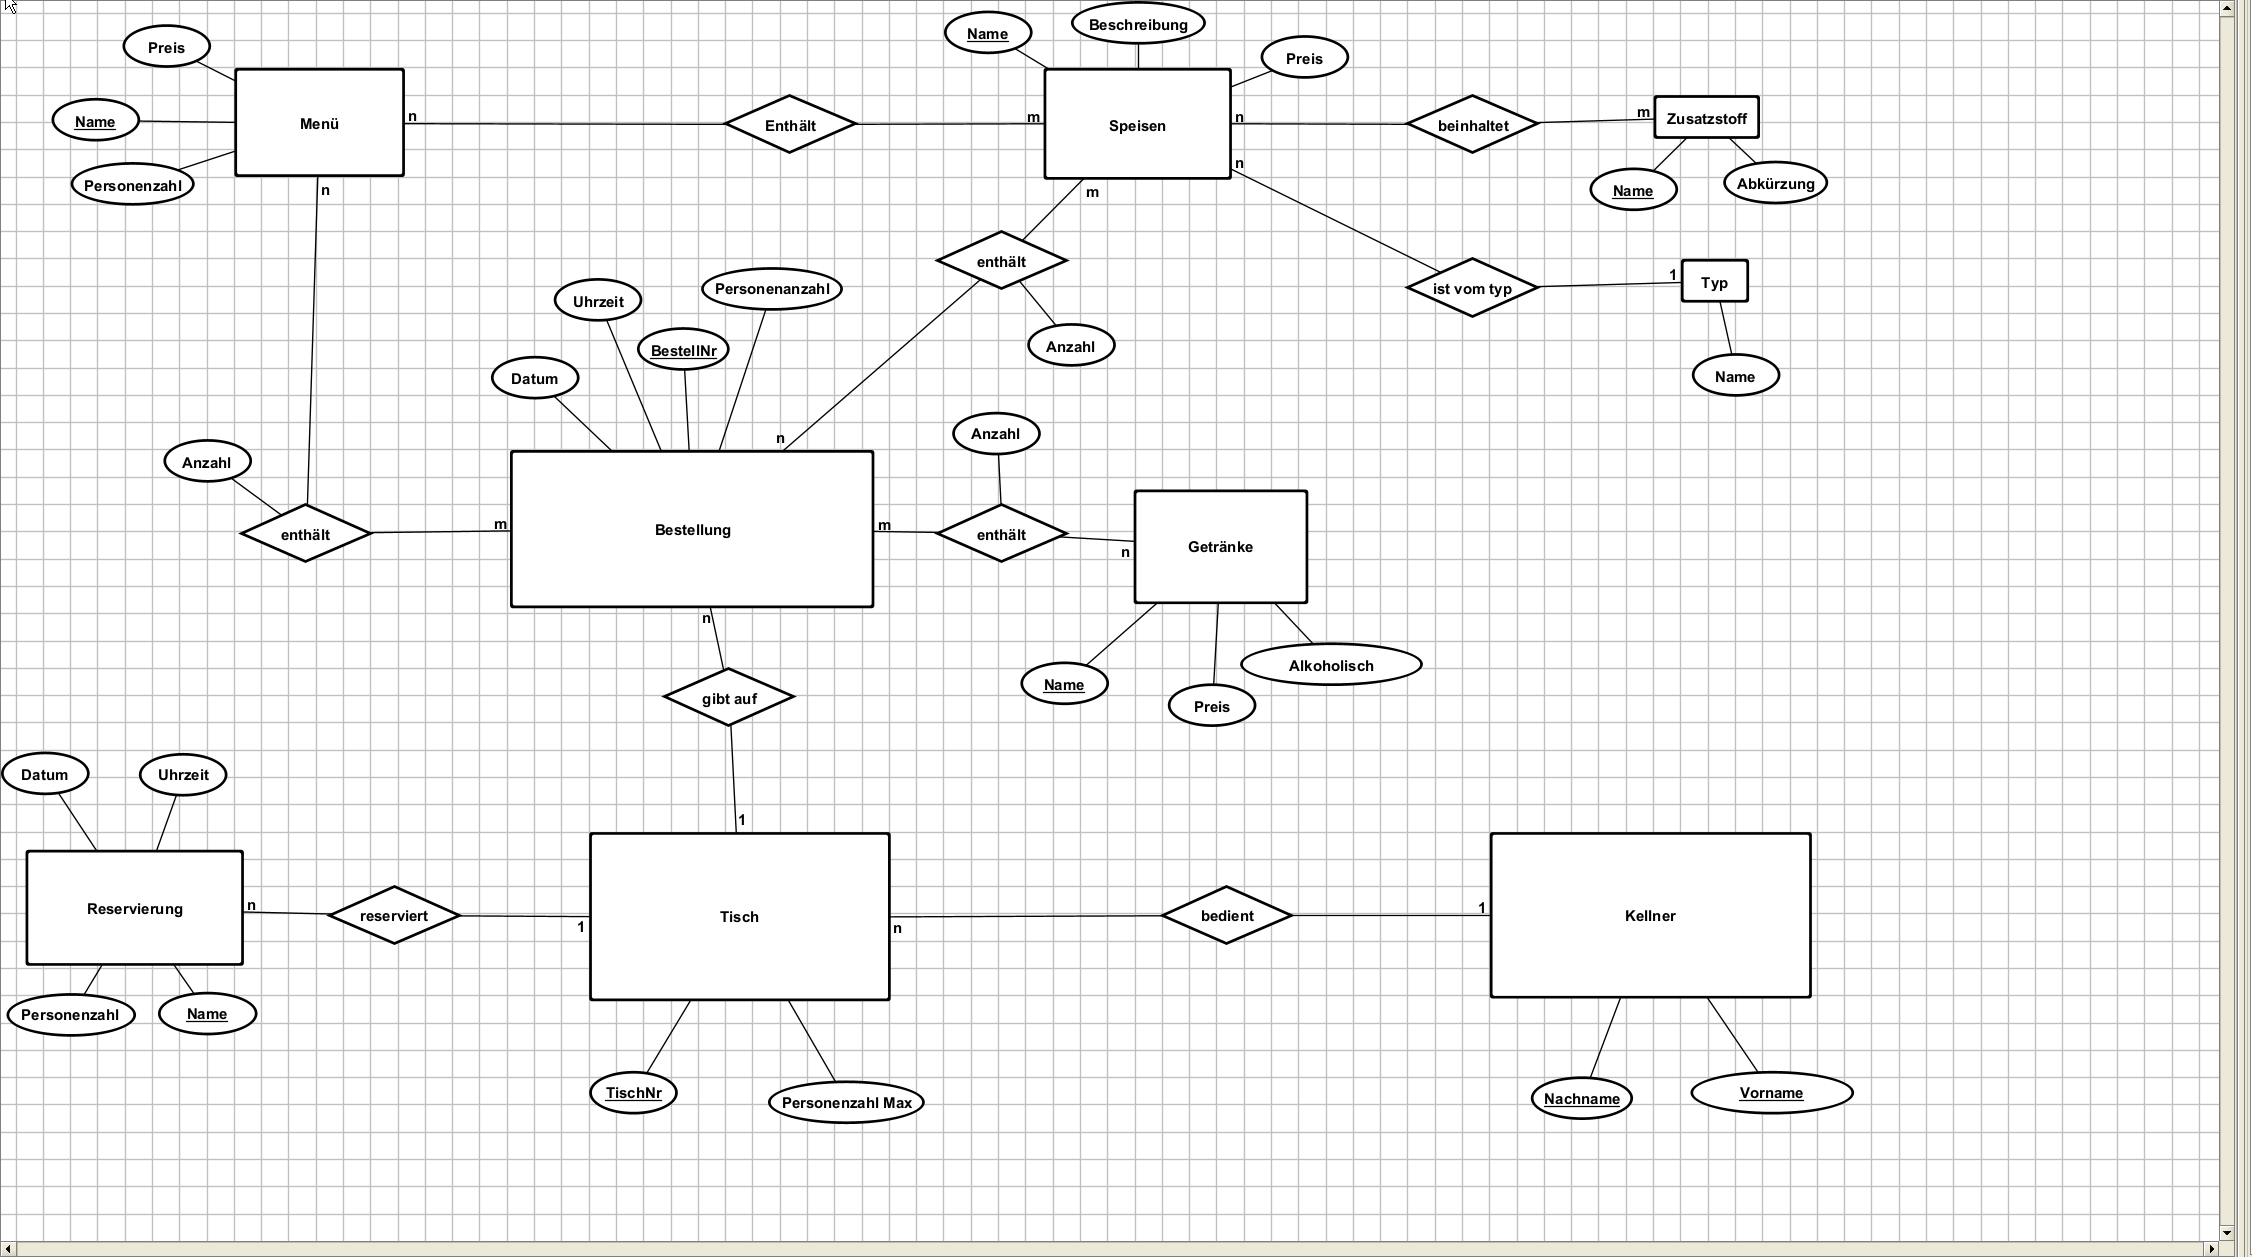 Name
Beschreibung
Preis
Preis
Name
Menü
n
Enthält
m
Speisen
n
beinhaltet
m
Zusatzstoff
Personenzahl
n
m
n
Name
Abkürzung
enthält
ist vom typ
1
Typ
Uhrzeit
Personenanzahl
BestellNr
Anzahl
Datum
Name
n
Anzahl
Anzahl
enthält
m
Bestellung
m
enthält
n
Getränke
n
gibt auf
Name
Preis
Alkoholisch
Datum
Uhrzeit
1
Reservierung
n
reserviert
1
Tisch
n
bedient
1
Kellner
Personenzahl
Name
TischNr
Personenzahl Max
Nachname
Vorname